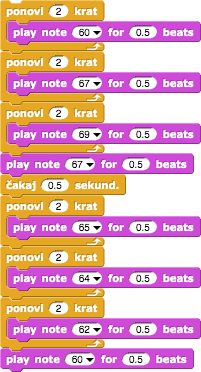 ponovi 2 krat
play note 60 for 0.5 beats
ponovi 2 krat
play note 67 for 0.5 beats
ponovi 2 krat
play note 69 for 0.5 beats
play note 67 for 0.5 beats
čakaj 0.5 sekund.
ponovi 2 krat
play note 65 for 0.5 beats
ponovi 2 krat
play note 64 for 0.5 beats
ponovi 2 krat
play note 62 for 0.5 beats
play note 60 for 0.5 beats